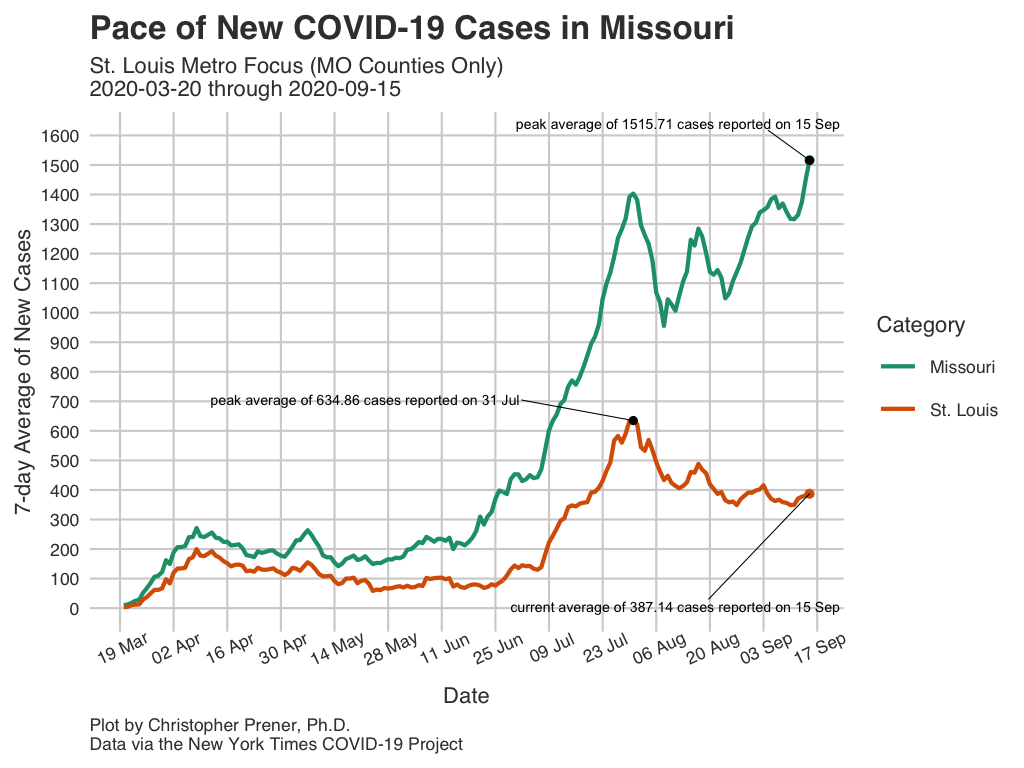 Pace of New COVID-19 Cases in Missouri
St. Louis Metro Focus (MO Counties Only)
2020-03-20 through 2020-09-15
peak average of 1515.71 cases reported on 15 Sep
1600
1500
1400
1300
1200
1100
1000
900
800
700
600
500
400
300
200
100
0
7-day Average of New Cases
peak average of 634.86 cases reported on 31 Jul
current average of 387.14 cases reported on 15 Sep
19 Mar
02 Apr
16 Apr
30 Apr
14 May
28 May
11 Jun
25 Jun
09 Jul
23 Jul
06 Aug
20 Aug
03 Sep
17 Sep
Date
Category
Missouri
St. Louis
Plot by Christopher Prener, Ph.D.
Data via the New York Times COVID-19 Project